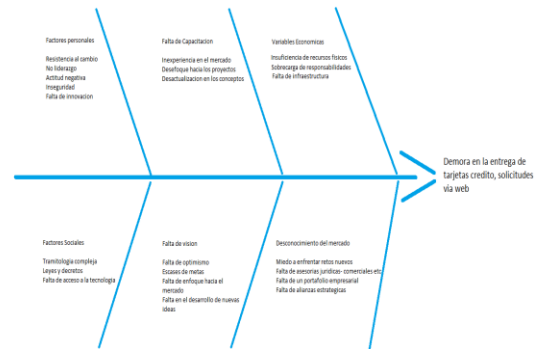 Factores personales
Resistencia al cambio
No liderazgo
Actitud negativa
Inseguridad
Falta de innovacion
Falta de Capacitacion
Inexperiencia en el mercado
Desefoque hacia los proyectos
Desactualizacion en los conceptos
Variables Economicas
Insuficiencia de recursos físicos
Sobrecarga de responsabilidades
Falta de infraestructura
Demora en la entrega de
tarjetas credito, solicitudes
via web
Factores Sociales
Tramitologia compleja
Leyes y decretos
Falta de acceso a la tecnologia
Falta de vision
Falta de optimismo
Escases de metas
Falta de enfoque hacia el
mercado
Falta en el desarrollo de nuevas
ideas
Desconocimiento del mercado
Miedo a enfrentar retos nuevos
Falta de asesorias juridicas- comerciales etc
Falta de un portafolio empresarial
Falta de alianzas estrategicas